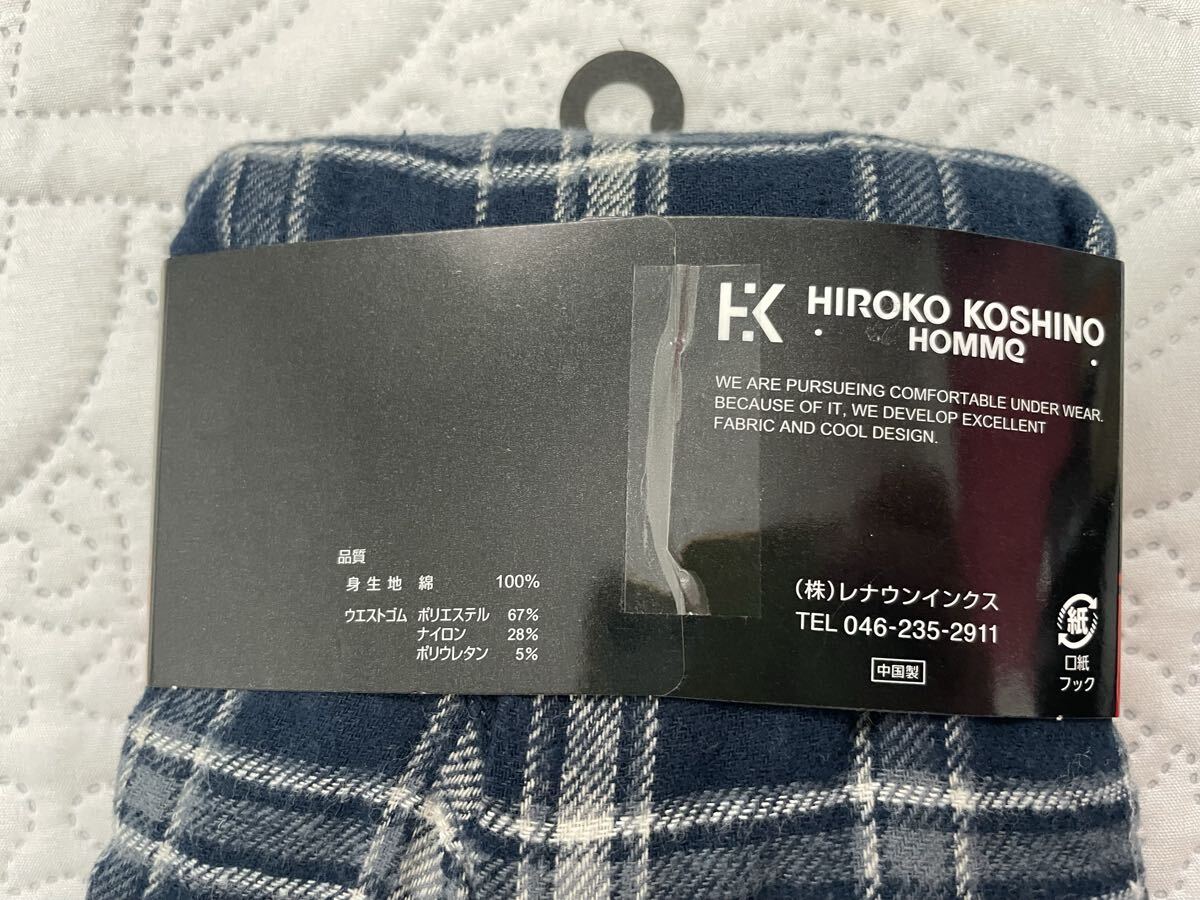 HK HIROKO KOSHINO
HOMME
WE ARE PURSUEING COMFORTABLE UNDER WEAR.
BECAUSE OF IT, WE DEVELOP EXCELLENT
FABRIC AND COOL DESIGN.
品質
身生地 綿 100%
ウエストゴム ポリエステル 67%
ナイロン 28%
ポリウレタン 5%
(株)レナウンインクス
TEL 046-235-2911
中国製
紙
口紙
フック